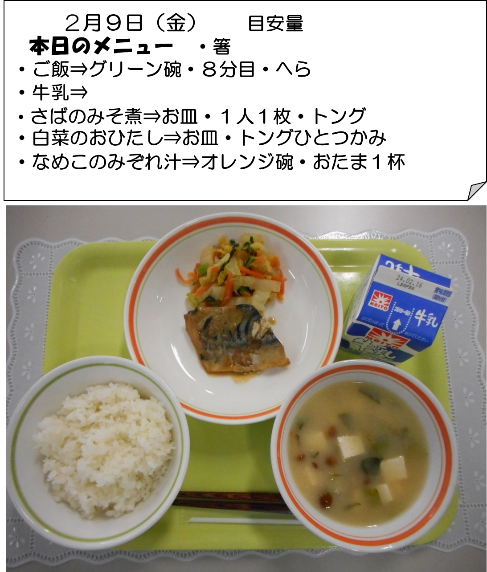 ２月９日（金）　　目安量
本日のメニュー　・箸
・ご飯⇒グリーン碗・８分目・へら
・牛乳⇒
・さばのみそ煮⇒お皿・１人１枚・トング
・白菜のおひたし⇒お皿・トングひとつかみ
・なめこのみぞれ汁⇒オレンジ碗・おたま１杯
牛乳